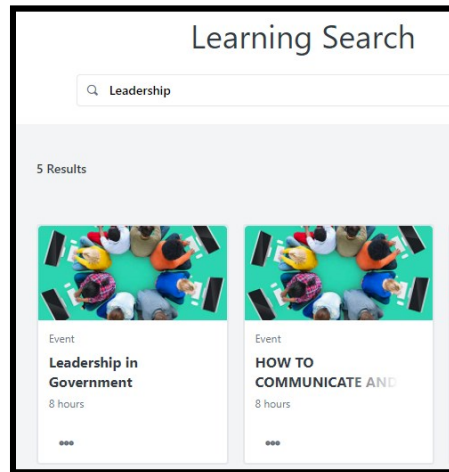 Learning Search
Leadership
5 Results
Event
Leadership in
Government
8 hours
Event
HOW TO
COMMUNICATE AND
8 hours